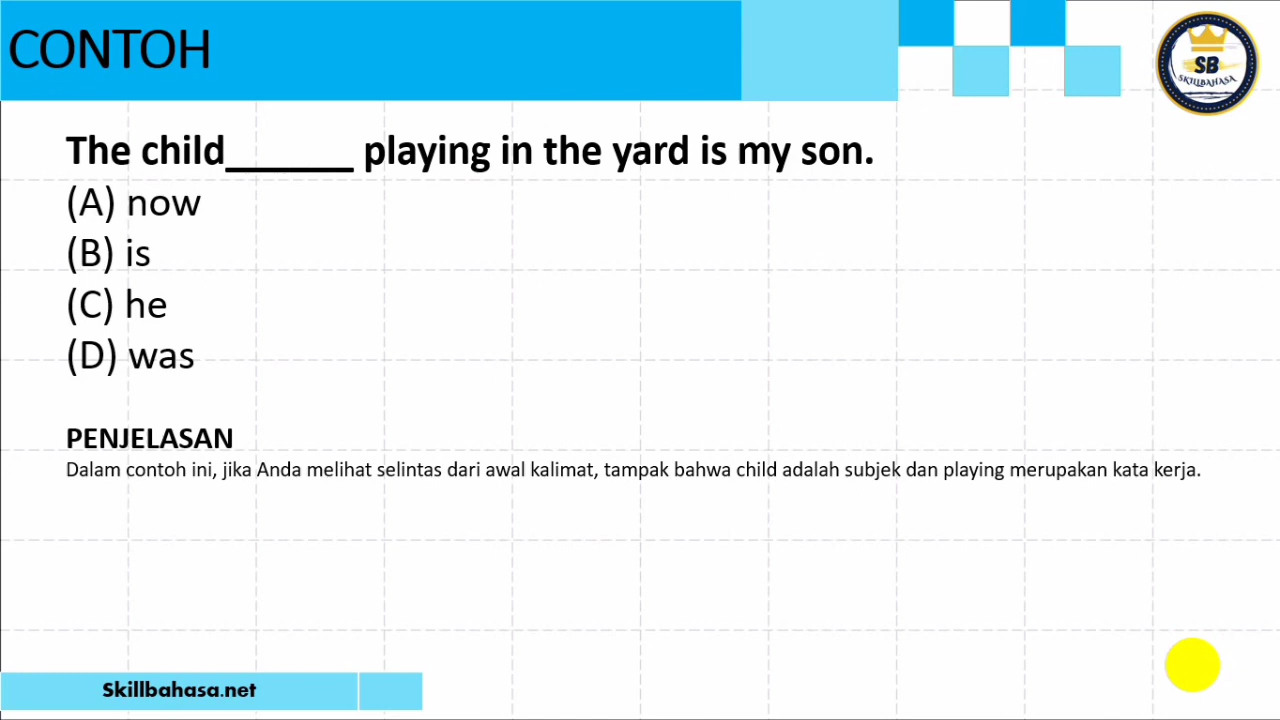 CONTOH
SB
SKILLBAHASA
The child______ playing in the yard is my son.
(A) now
(B) is
(C) he
(D) was
PENJELASAN
Dalam contoh ini, jika Anda melihat selintas dari awal kalimat, tampak bahwa child adalah subjek dan playing merupakan kata kerja.
Skillbahasa.net